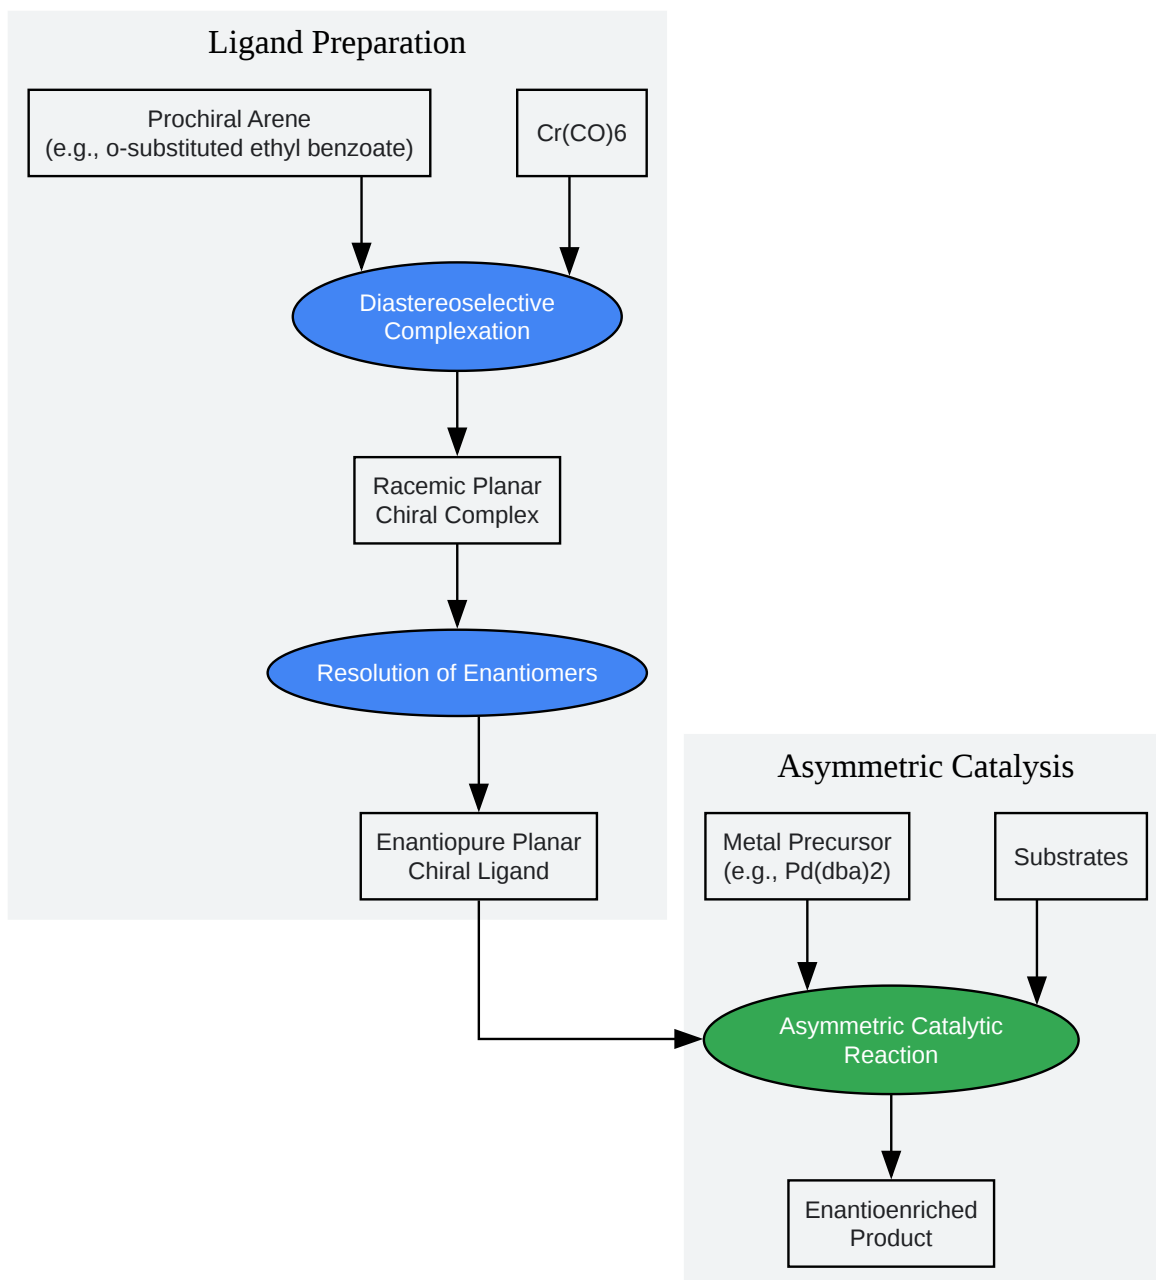 Ligand Preparation
Prochiral Arene
(e.g., o-substituted ethyl benzoate)
Cr(CO)6
Diastereoselective
Complexation
Racemic Planar
Chiral Complex
Resolution of Enantiomers
Enantiopure Planar
Chiral Ligand
Asymmetric Catalysis
Metal Precursor
(e.g., Pd(dba)2)
Substrates
Asymmetric Catalytic
Reaction
Enantioenriched
Product